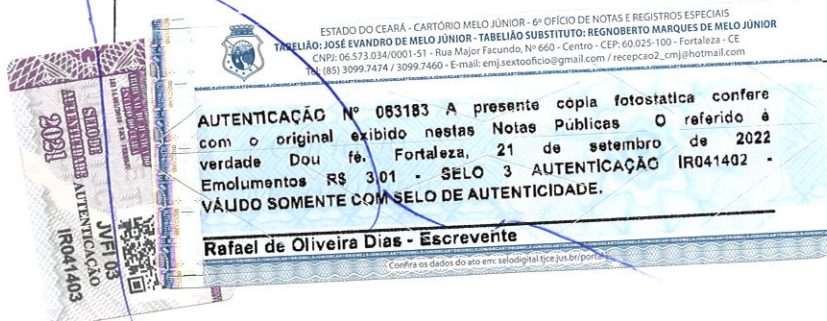 ESTADO DO CEARÁ - CARTÓRIO MELO JÚNIOR - 6º OFÍCIO DE NOTAS E REGISTROS ESPECIAIS
TABELIÃO: JOSÉ EVANDRO DE MELO JÚNIOR - TABELIÃO SUBSTITUTO: REGNOBERTO MARQUES DE MELO JÚNIOR
CNPJ: 06.573.034/0001-51 - Rua Major Facundo, Nº 660 - Centro - CEP: 60.025-100 - Fortaleza - CE
Tel: (85) 3099.7474 / 3099.7460 - E-mail: emj.sextooficio@gmail.com / recepcao2_cmj@hotmail.com
AUTENTICAÇÃO Nº 063183 A presente cópia fotostatica confere
com o original exibido nestas Notas Públicas O referido é
verdade Dou fé. Fortaleza, 21 de setembro de 2022
Emolumentos R$ 3,01 - SELO 3 AUTENTICAÇÃO IR041402 -
VÁLIDO SOMENTE COM SELO DE AUTENTICIDADE.
Rafael de Oliveira Dias - Escrevente
Confira os dados do ato em: selodigital.tjce.jus.br/portal
SELO DE
AUTENTICIDADE
2021
AUTENTICAÇÃO
IR041403